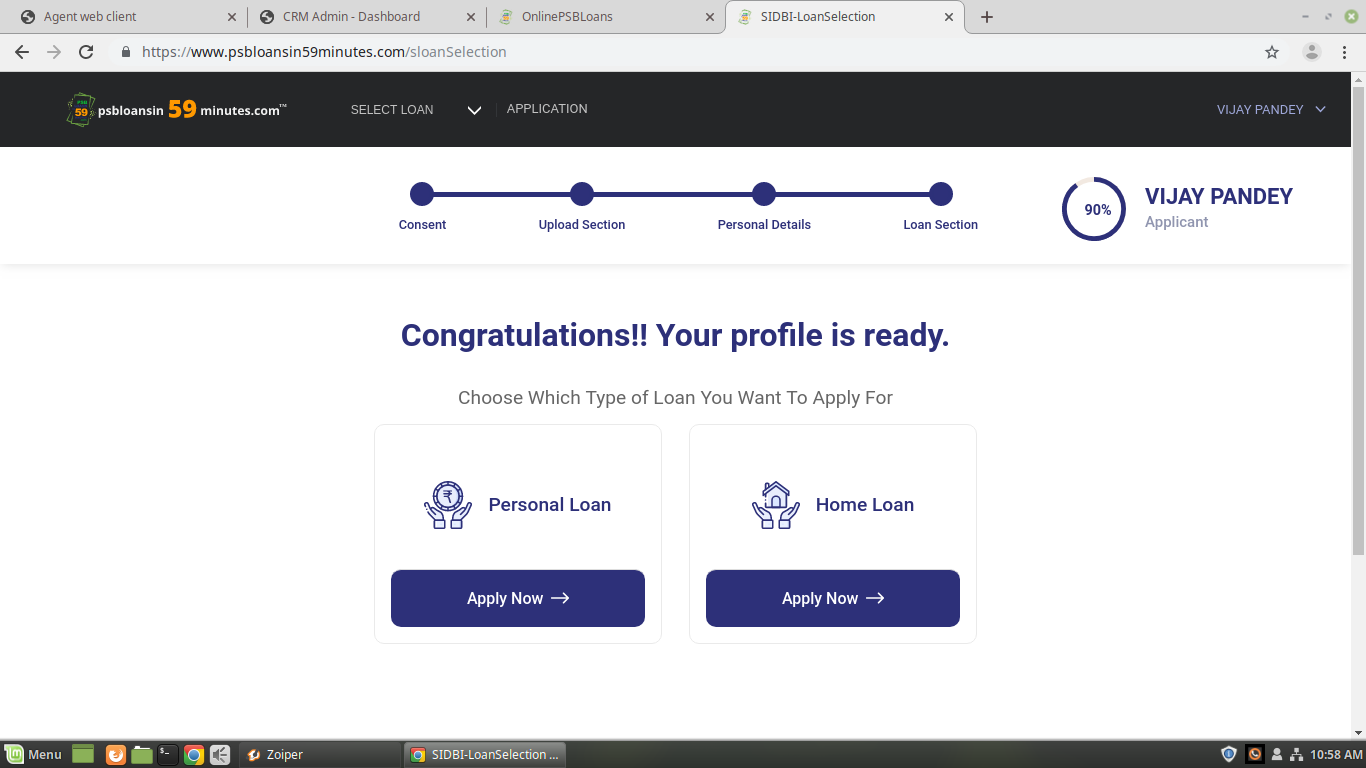 Agent web client
CRM Admin - Dashboard
OnlinePSBLoans
SIDBI-LoanSelection
https://www.psbloansin59minutes.com/sloanSelection
PSB
59
psbloansin 59 minutes.com™
SELECT LOAN
APPLICATION
VIJAY PANDEY
Consent
Upload Section
Personal Details
Loan Section
90%
VIJAY PANDEY
Applicant
Congratulations!! Your profile is ready.
Choose Which Type of Loan You Want To Apply For
₹
Personal Loan
Home Loan
Apply Now
Apply Now
Menu
Zoiper
SIDBI-LoanSelection ...
10:58 AM